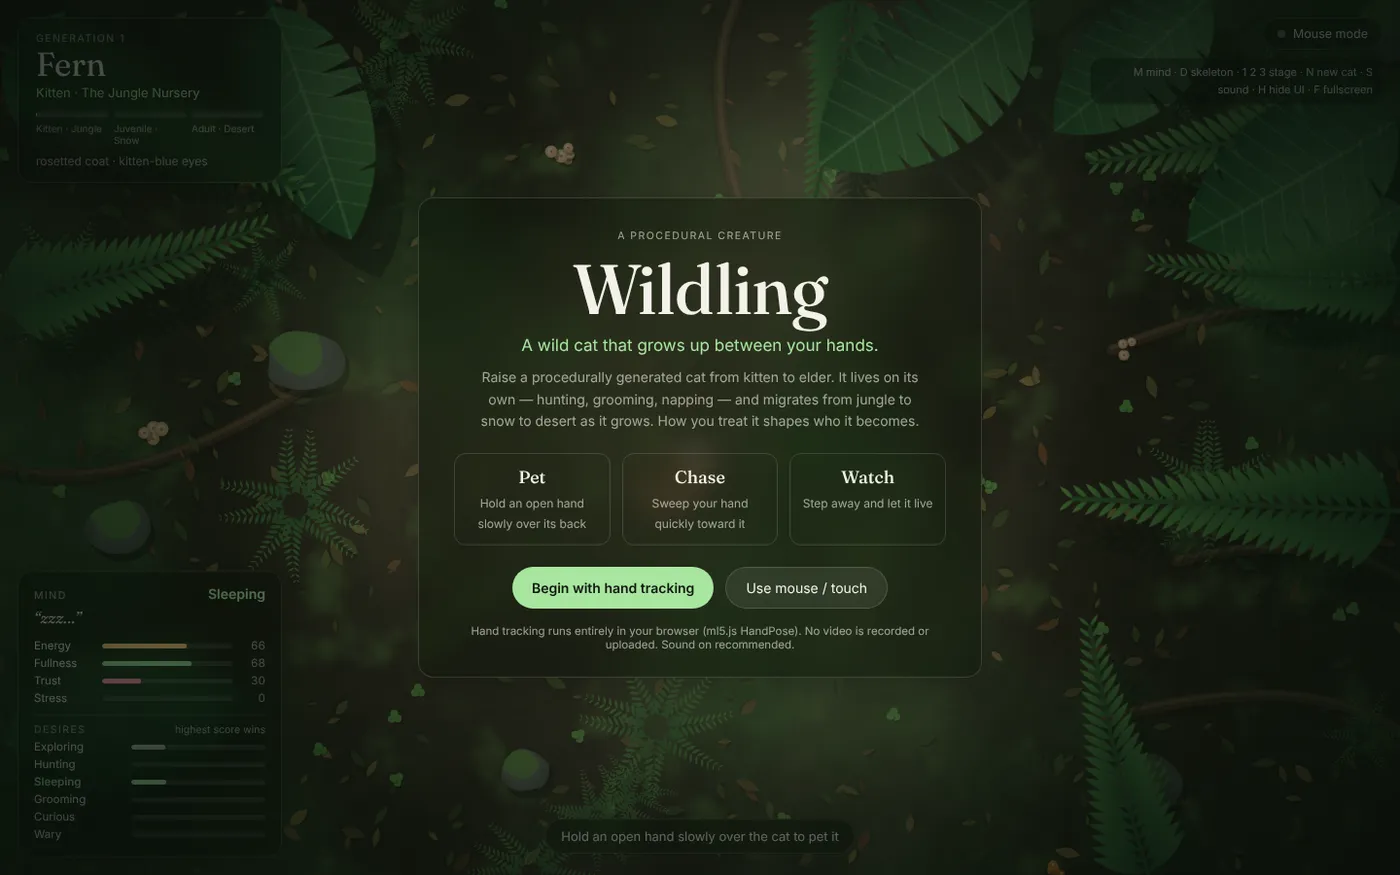 GENERATION 1
Fern
Kitten · The Jungle Nursery
Kitten · Jungle
Juvenile ·
Snow
Adult · Desert
rosetted coat · kitten-blue eyes
Mouse mode
M mind · D skeleton · 1 2 3 stage · N new cat · S
sound · H hide UI · F fullscreen
A PROCEDURAL CREATURE
Wildling
A wild cat that grows up between your hands.
Raise a procedurally generated cat from kitten to elder. It lives on its
own — hunting, grooming, napping — and migrates from jungle to
snow to desert as it grows. How you treat it shapes who it becomes.
Pet
Hold an open hand
slowly over its back
Chase
Sweep your hand
quickly toward it
Watch
Step away and let it live
Begin with hand tracking
Use mouse / touch
Hand tracking runs entirely in your browser (ml5.js HandPose). No video is recorded or
uploaded. Sound on recommended.
MIND Sleeping
“zzz…”
Energy 66
Fullness 68
Trust 30
Stress 0
DESIRES highest score wins
Exploring
Hunting
Sleeping
Grooming
Curious
Wary
Hold an open hand slowly over the cat to pet it